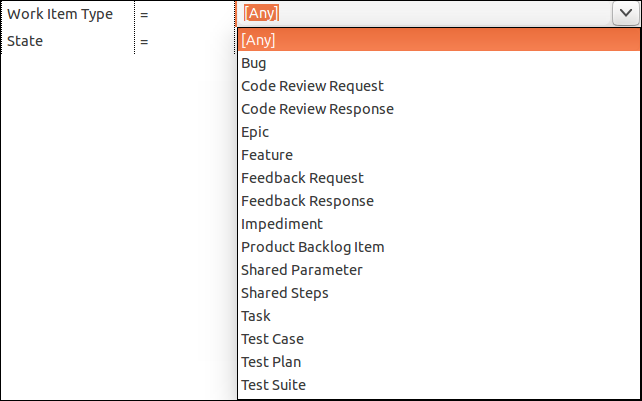 Work Item Type = [Any]
State = [Any]
Bug
Code Review Request
Code Review Response
Epic
Feature
Feedback Request
Feedback Response
Impediment
Product Backlog Item
Shared Parameter
Shared Steps
Task
Test Case
Test Plan
Test Suite